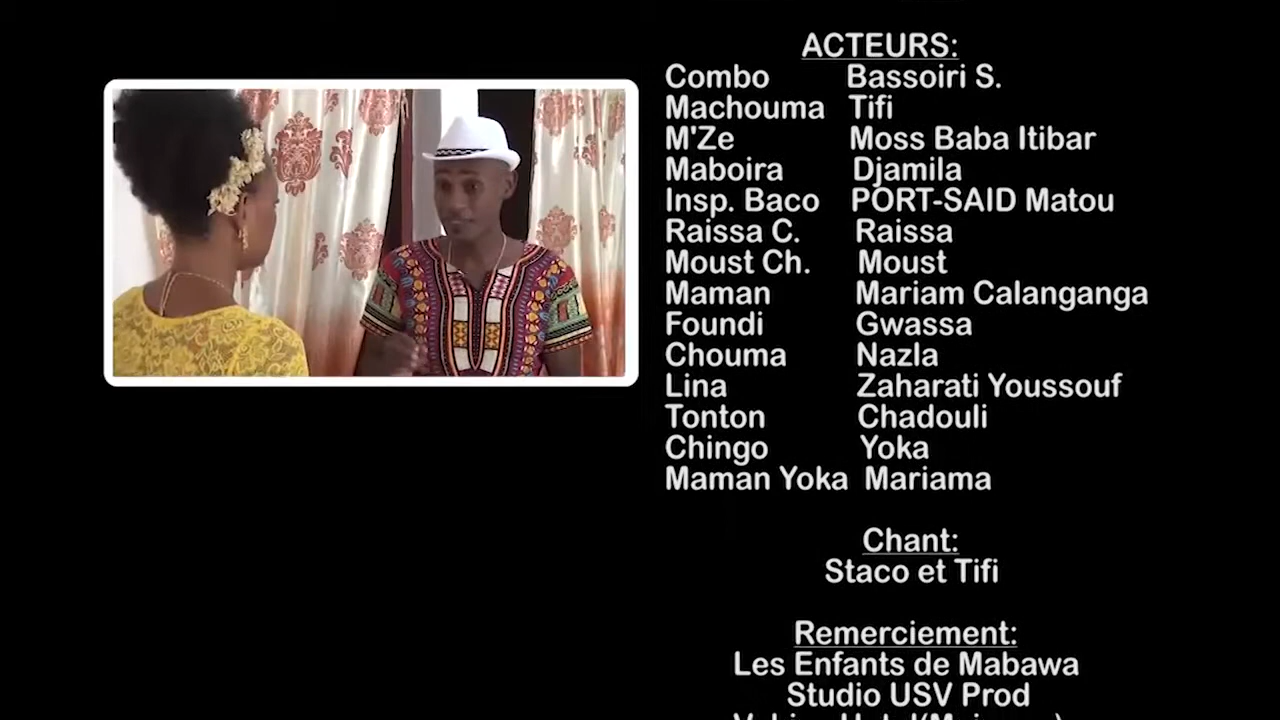 ACTEURS:
Combo Bassoiri S.
Machouma Tifi
M'Ze Moss Baba Itibar
Maboira Djamila
Insp. Baco PORT-SAID Matou
Raissa C. Raissa
Moust Ch. Moust
Maman Mariam Calanganga
Foundi Gwassa
Chouma Nazla
Lina Zaharati Youssouf
Tonton Chadouli
Chingo Yoka
Maman Yoka Mariama
Chant:
Staco et Tifi
Remerciement:
Les Enfants de Mabawa
Studio USV Prod